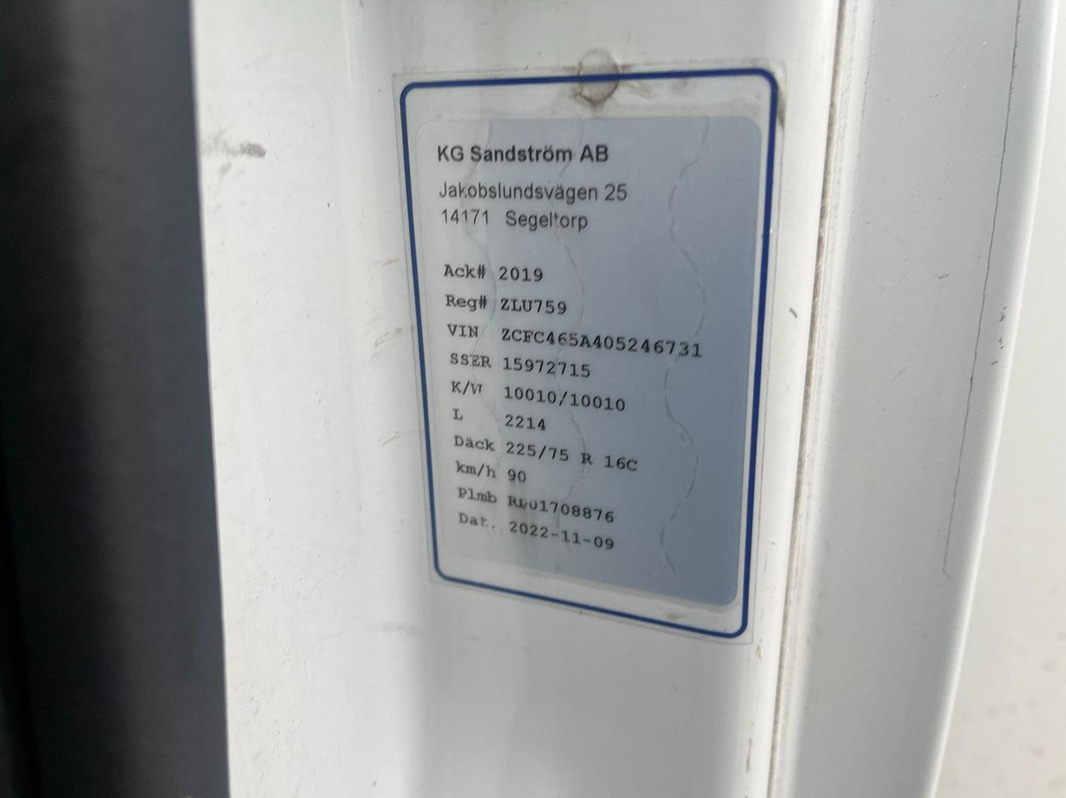 KG Sandström AB
Jakobslundsvägen 25
14171 Segeltorp
Ack# 2019
Reg# ZLU759
VIN ZCFC465A405246731
SSER 15972715
K/W 10010/10010
L 2214
Däck 225/75 R 16C
km/h 90
Plmb
Dat. 2022-11-09